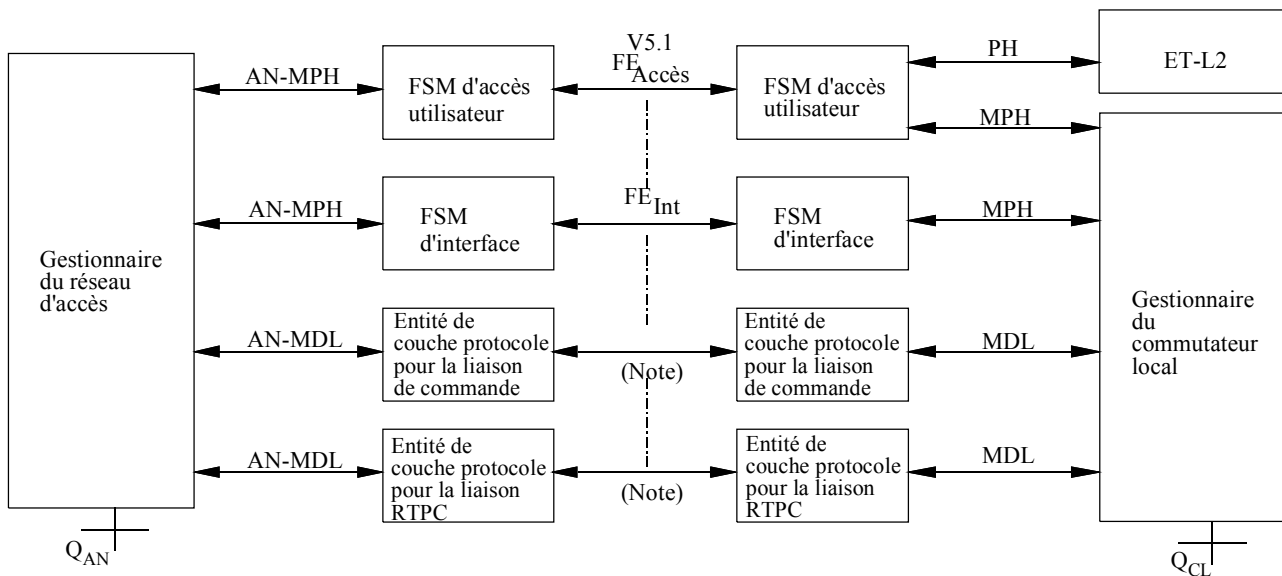 V5.1
AN-MPH
FSM d'accès
utilisateur
FE Accès
FSM d'accès
utilisateur
PH
ET-L2
MPH
AN-MPH
FSM
d'interface
FE Int
FSM
d'interface
MPH
Gestionnaire
du réseau
d'accès
Gestionnaire
du
commutateur
local
AN-MDL
Entité de
couche protocole
pour la liaison
de commande
(Note)
Entité de
couche protocole
pour la liaison
de commande
MDL
AN-MDL
Entité de
couche protocole
pour la liaison
RTPC
(Note)
Entité de
couche protocole
pour la liaison
RTPC
MDL
Q AN
Q CL